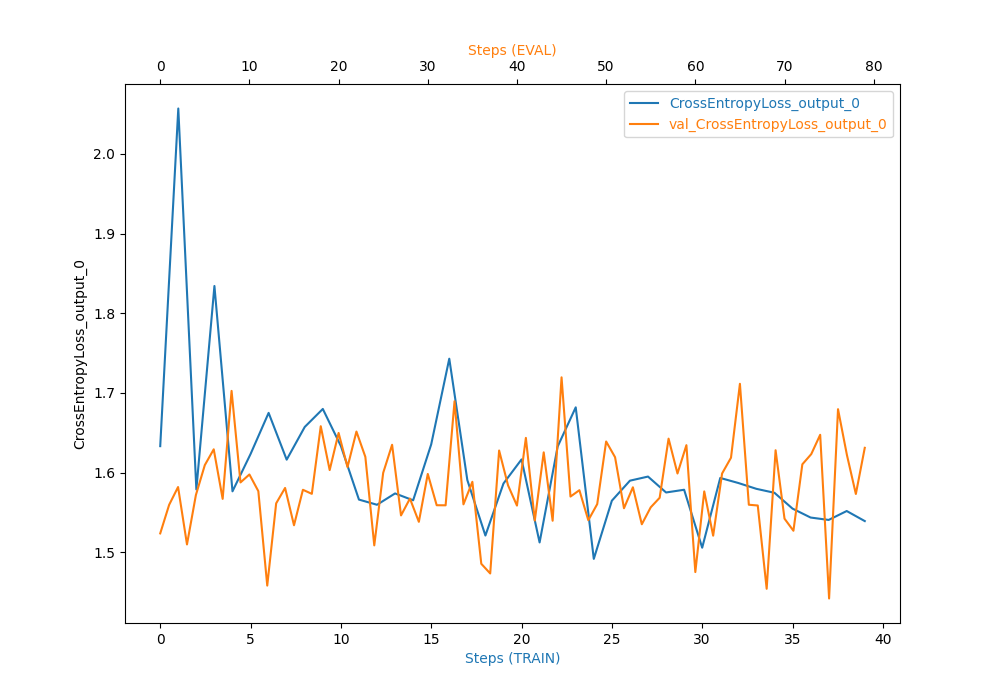 Steps (EVAL)
0 10 20 30 40 50 60 70 80
CrossEntropyLoss_output_0
val_CrossEntropyLoss_output_0
2.0
1.9
1.8
1.7
1.6
1.5
CrossEntropyLoss_output_0
0 5 10 15 20 25 30 35 40
Steps (TRAIN)